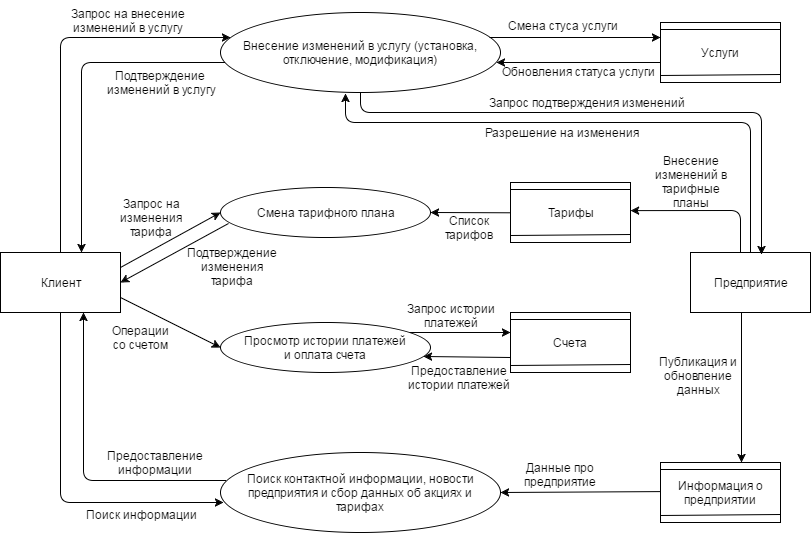 Запрос на внесение
изменений в услугу
Внесение изменений в услугу (установка,
отключение, модификация)
Смена стуса услуги
Услуги
Обновления статуса услуги
Подтверждение
изменений в услугу
Запрос подтверждения изменений
Разрешение на изменения
Внесение
изменений в
тарифные
планы
Запрос на
изменения
тарифа
Смена тарифного плана
Список
тарифов
Тарифы
Подтверждение
изменения
тарифа
Клиент
Предприятие
Операции
со счетом
Просмотр истории платежей
и оплата счета
Запрос истории
платежей
Счета
Предоставление
истории платежей
Публикация и
обновление
данных
Предоставление
информации
Поиск контактной информации, новости
предприятия и сбор данных об акциях и
тарифах
Данные про
предприятие
Информация о
предприятии
Поиск информации